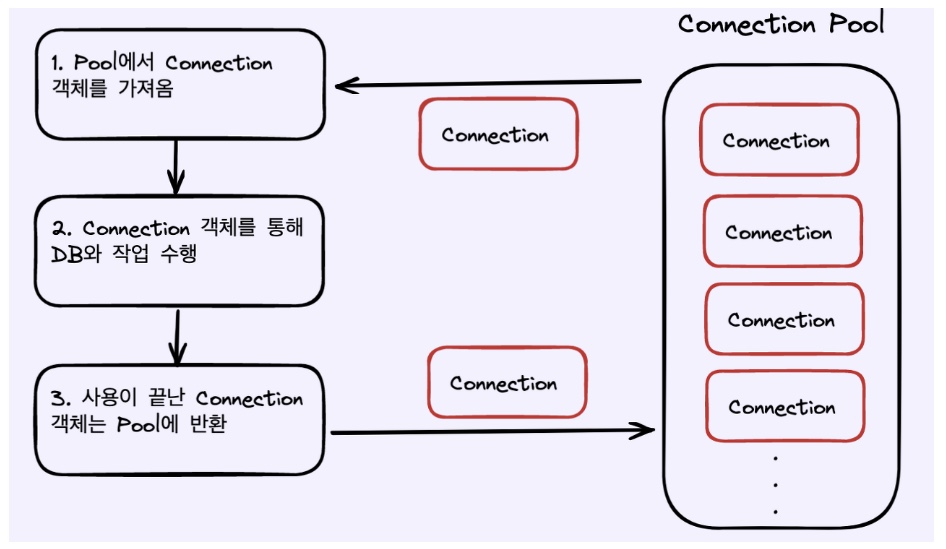 Connection Pool
1. Pool에서 Connection
객체를 가져옴
Connection
2. Connection 객체를 통해
DB와 작업 수행
3. 사용이 끝난 Connection
객체는 Pool에 반환
Connection
Connection
Connection
Connection
Connection
.
.
.